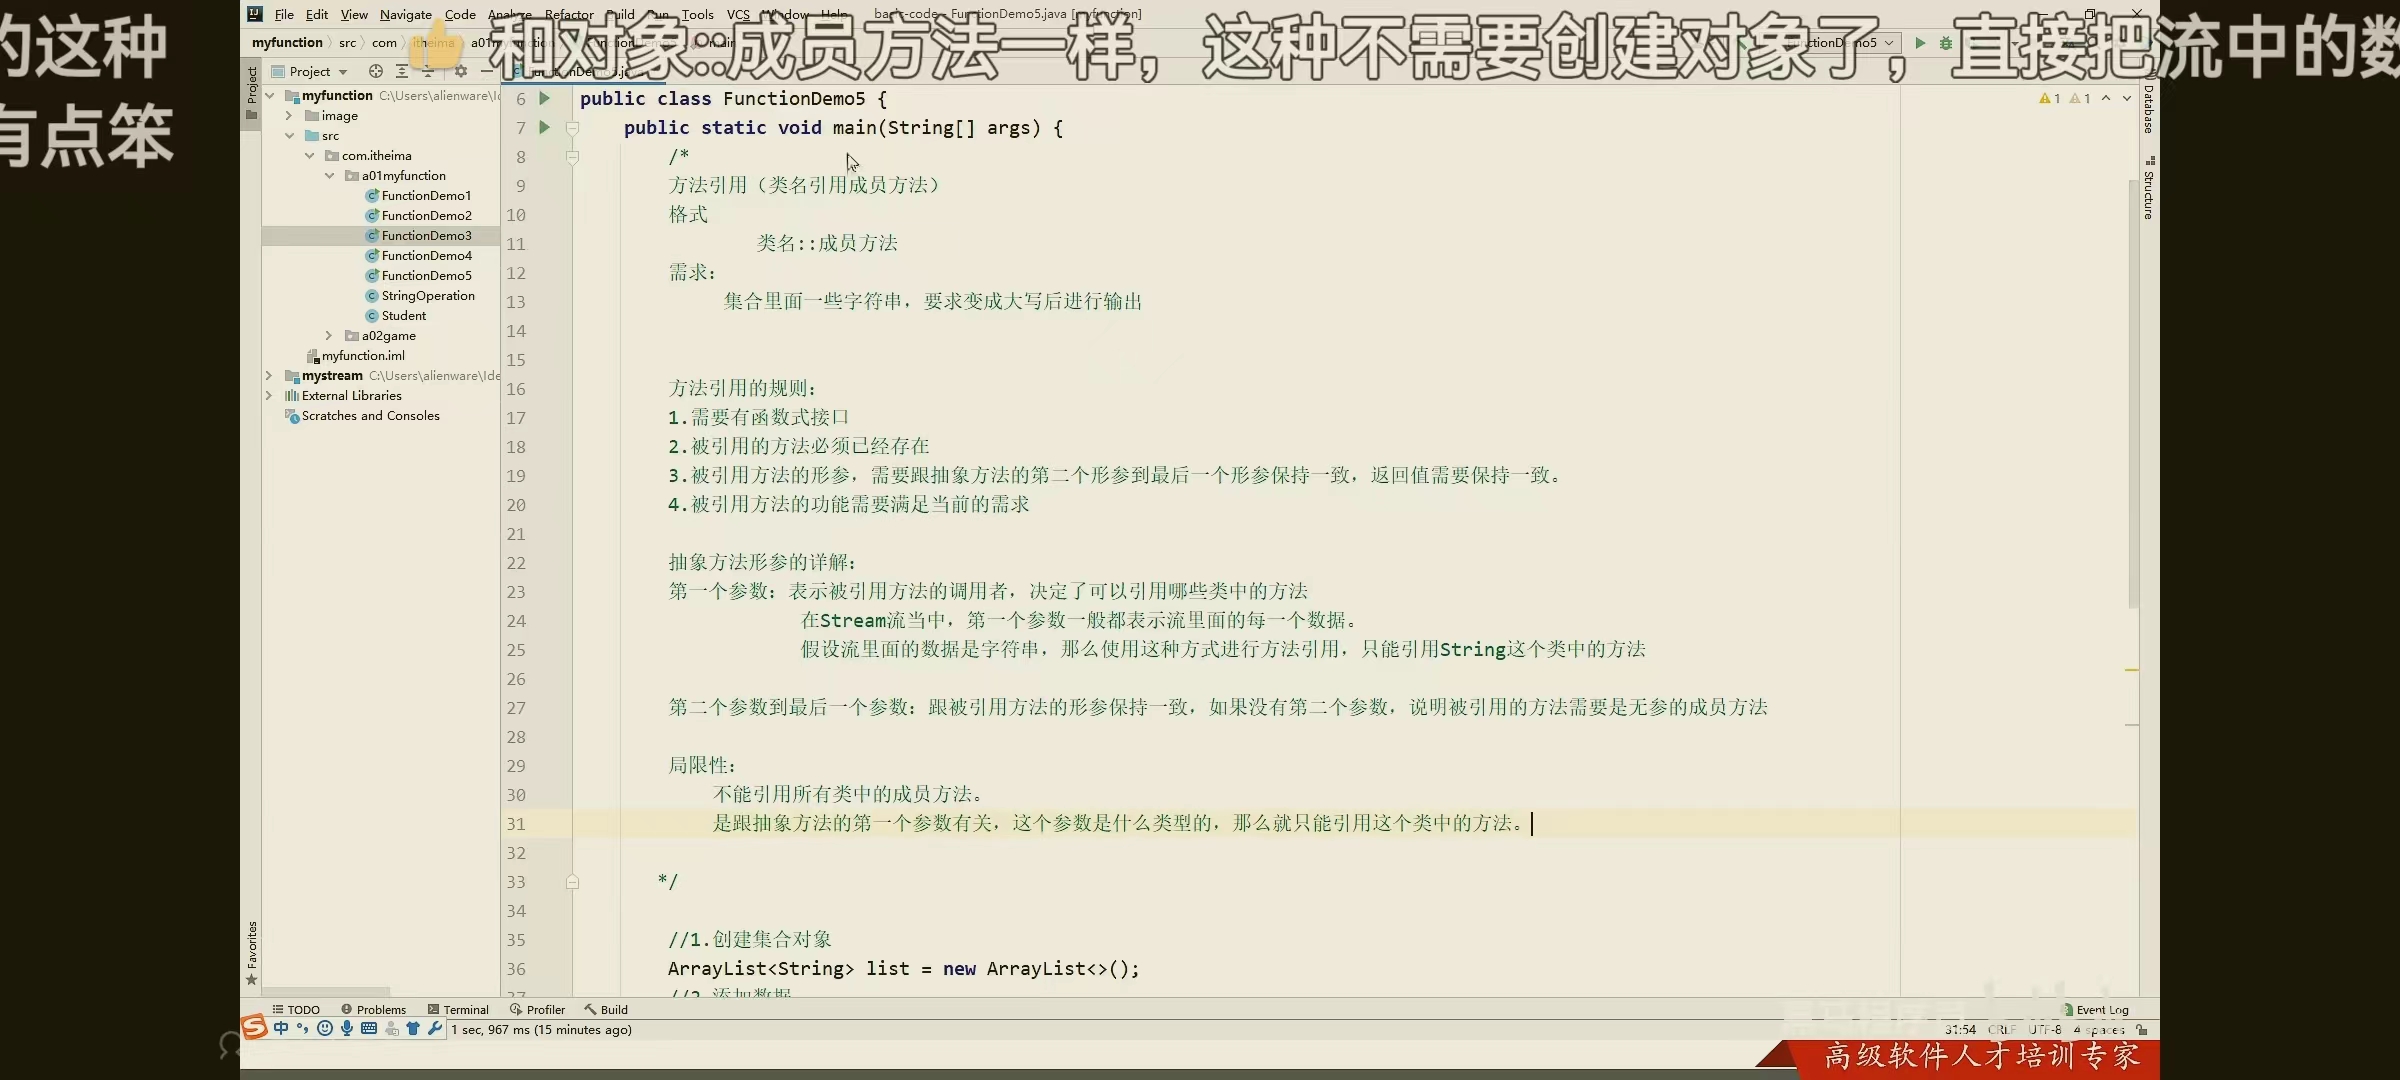 File Edit View Navigate Code Analyze Refactor Build Run Tools VCS Window Help back-code - FunctionDemo5.java [myfunction]
的这种
和对象::成员方法一样，这种不需要创建对象了，直接把流中的数
有点笨
myfunction src com itheima a01myfunction FunctionDemo5 main
FunctionDemo5
Project
Project
FunctionDemo5.java
myfunction C:\Users\alienware\Id
image
src
com.itheima
a01myfunction
FunctionDemo1
FunctionDemo2
FunctionDemo3
FunctionDemo4
FunctionDemo5
StringOperation
Student
a02game
myfunction.iml
mystream C:\Users\alienware\Ide
External Libraries
Scratches and Consoles
1 1
Database
Structure
6 public class FunctionDemo5 {
7 public static void main(String[] args) {
8 /*
9 方法引用（类名引用成员方法）
10 格式
11 类名::成员方法
12 需求：
13 集合里面一些字符串，要求变成大写后进行输出
14
15
16 方法引用的规则：
17 1.需要有函数式接口
18 2.被引用的方法必须已经存在
19 3.被引用方法的形参，需要跟抽象方法的第二个形参到最后一个形参保持一致，返回值需要保持一致。
20 4.被引用方法的功能需要满足当前的需求
21
22 抽象方法形参的详解：
23 第一个参数：表示被引用方法的调用者，决定了可以引用哪些类中的方法
24 在Stream流当中，第一个参数一般都表示流里面的每一个数据。
25 假设流里面的数据是字符串，那么使用这种方式进行方法引用，只能引用String这个类中的方法
26
27 第二个参数到最后一个参数：跟被引用方法的形参保持一致，如果没有第二个参数，说明被引用的方法需要是无参的成员方法
28
29 局限性：
30 不能引用所有类中的成员方法。
31 是跟抽象方法的第一个参数有关，这个参数是什么类型的，那么就只能引用这个类中的方法。
32
33 */
34
35 //1.创建集合对象
36 ArrayList<String> list = new ArrayList<>();
37 //2.添加数据
Favorites
TODO Problems Terminal Profiler Build Event Log
中 1 sec, 967 ms (15 minutes ago) 31:54 CRLF UTF-8 4 spaces
高级软件人才培训专家